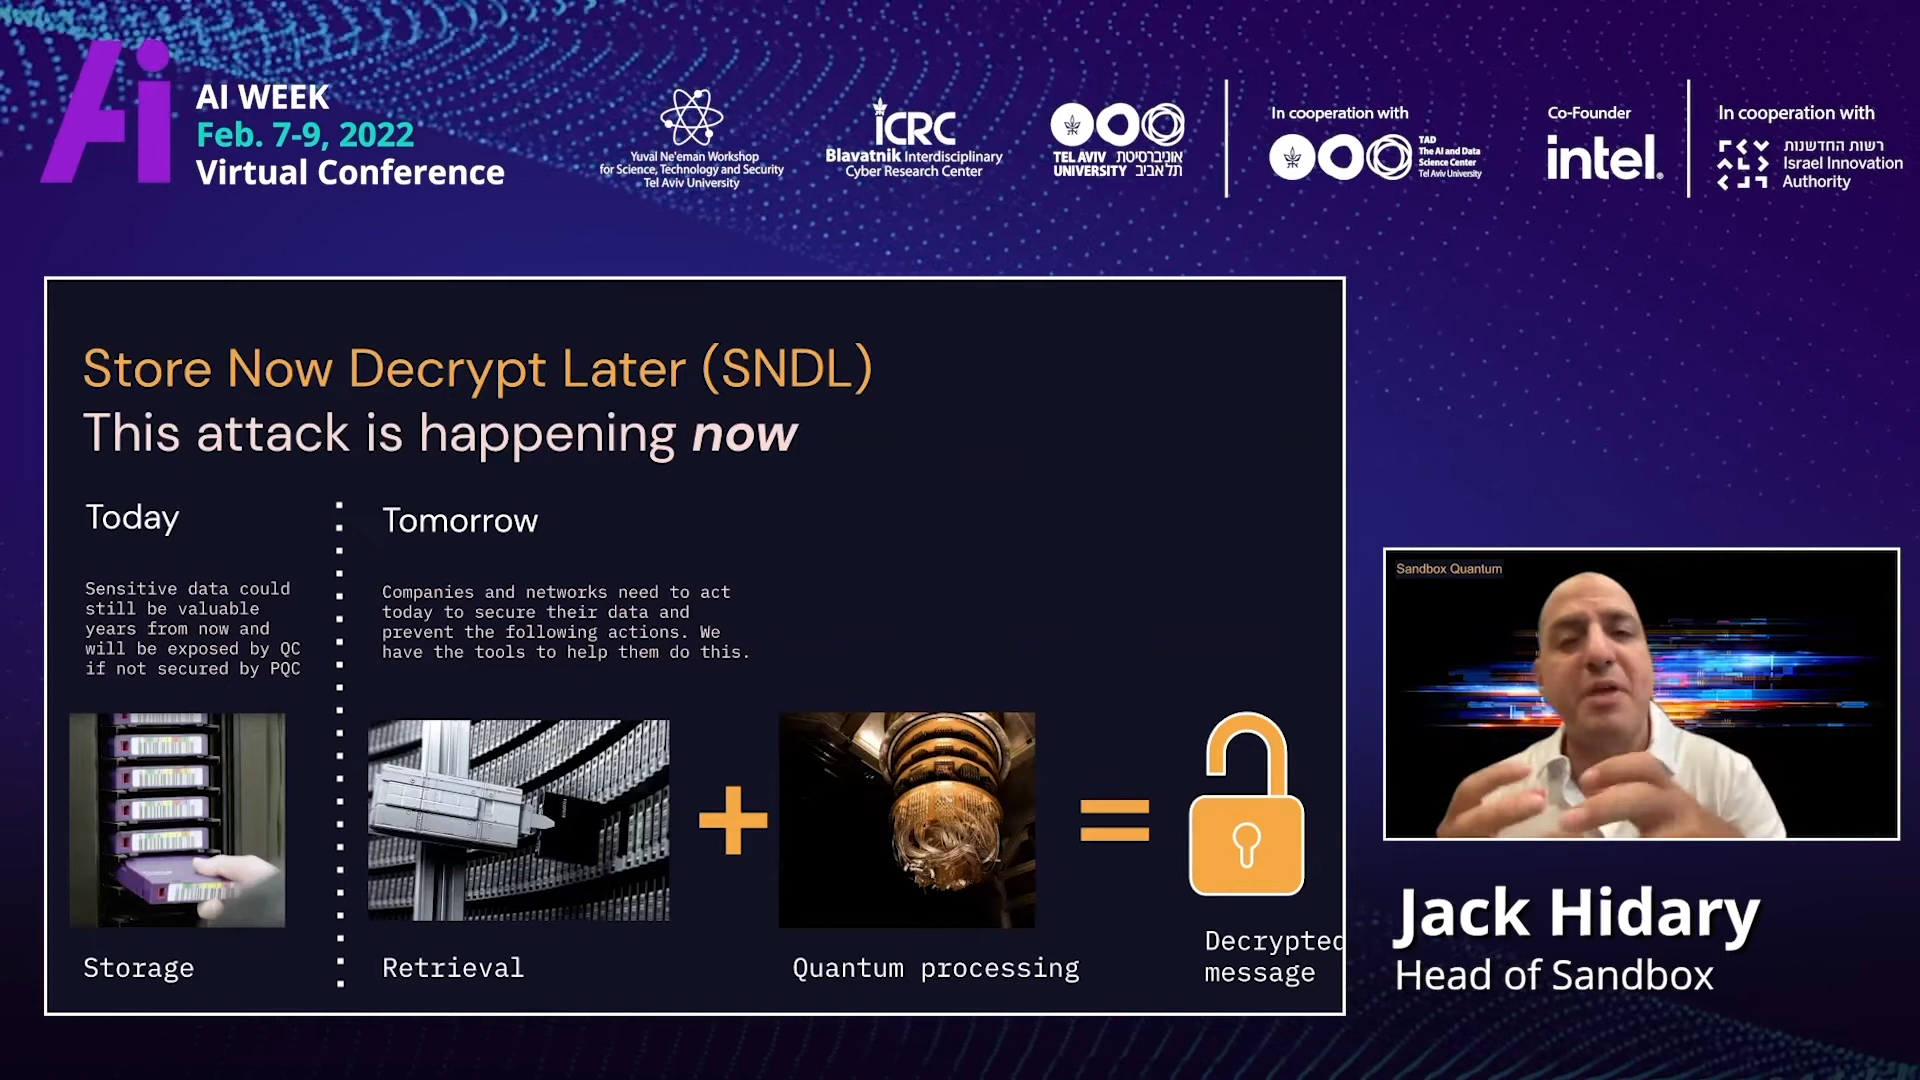 Ai
AI WEEK
Feb. 7-9, 2022
Virtual Conference
Yuval Ne'eman Workshop
for Science, Technology and Security
Tel Aviv University
iCRC
Blavatnik Interdisciplinary
Cyber Research Center
TEL AVIV אוניברסיטת
UNIVERSITY תל אביב
In cooperation with
TAD
The AI and Data
Science Center
Tel Aviv University
Co-Founder
intel.
In cooperation with
רשות החדשנות
Israel Innovation
Authority
Store Now Decrypt Later (SNDL)
This attack is happening now
Today
Sensitive data could
still be valuable
years from now and
will be exposed by QC
if not secured by PQC
Storage
Tomorrow
Companies and networks need to act
today to secure their data and
prevent the following actions. We
have the tools to help them do this.
Retrieval
+
Quantum processing
=
Decrypted
message
Sandbox Quantum
Jack Hidary
Head of Sandbox